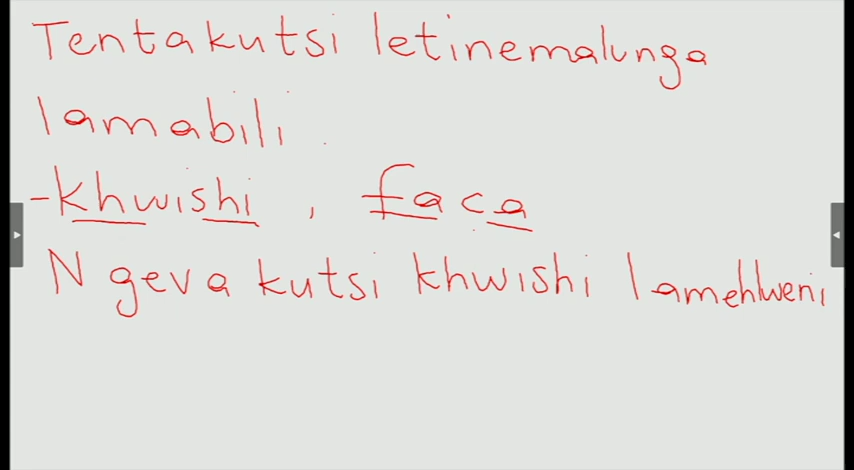 Tentakutsi letinemalunga
lamabili.
-khwishi, faca
Ngeva kutsi khwishi lamehlweni